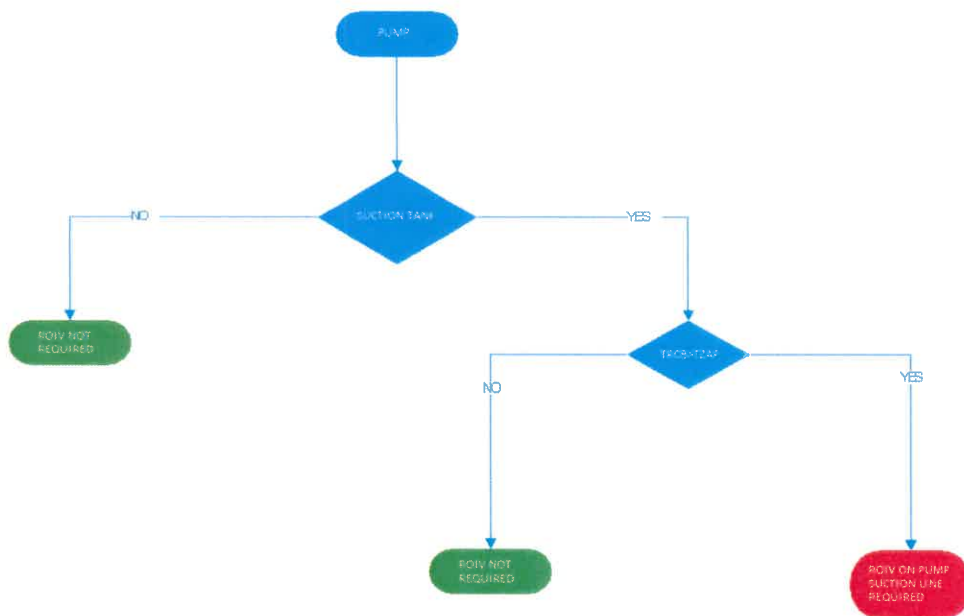 PUMP
SUCTION TANK
NO
YES
ROIV NOT
REQUIRED
NO
YES
ROIV NOT
REQUIRED
ROIV ON PUMP
SUCTION LINE
REQUIRED